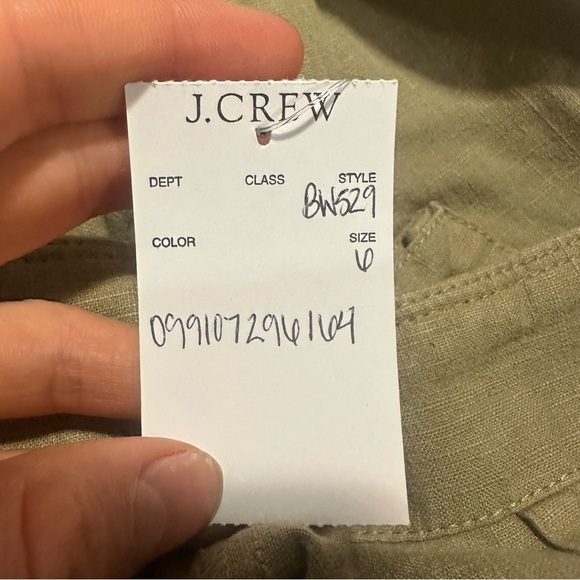 J.CREW
DEPT CLASS STYLE
BW529
COLOR SIZE
6
099107296164